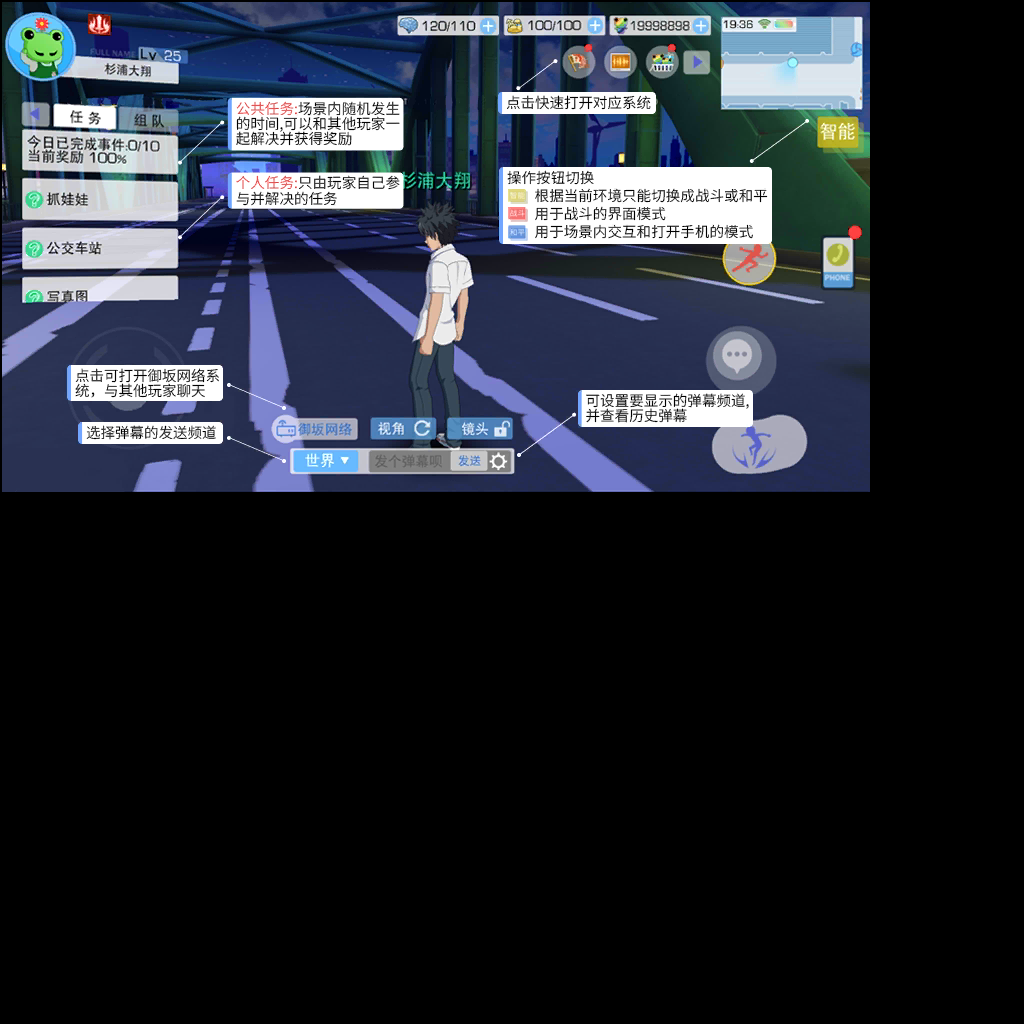 120/110
100/100
19998898
19:36
FULL NAME
Lv 25
杉浦大翔
点击快速打开对应系统
任务
组队
智能
今日已完成事件:0/10
当前奖励 100%
公共任务:场景内随机发生
的时间,可以和其他玩家一
起解决并获得奖励
个人任务:只由玩家自己参
与并解决的任务
杉浦大翔
操作按钮切换
智能 根据当前环境只能切换成战斗或和平
战斗 用于战斗的界面模式
和平 用于场景内交互和打开手机的模式
抓娃娃
公交车站
写真图
PHONE
点击可打开御坂网络系
统，与其他玩家聊天
选择弹幕的发送频道
可设置要显示的弹幕频道,
并查看历史弹幕
御坂网络
视角
镜头
世界
发个弹幕呗
发送